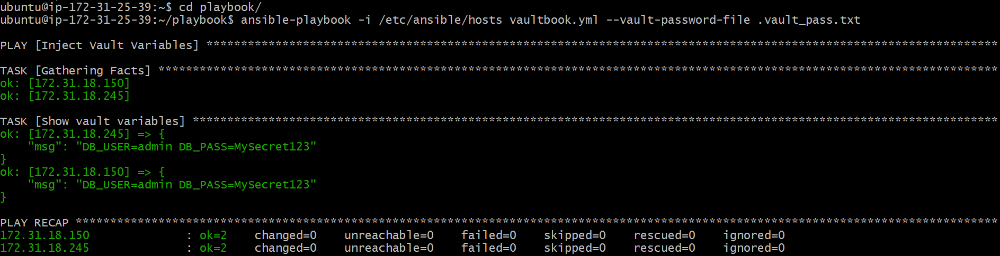 ubuntu@ip-172-31-25-39:~$ cd playbook/
ubuntu@ip-172-31-25-39:~/playbook$ ansible-playbook -i /etc/ansible/hosts vaultbook.yml --vault-password-file .vault_pass.txt
PLAY [Inject Vault Variables] *******************************************************************************************************************
TASK [Gathering Facts] **************************************************************************************************************************
ok: [172.31.18.150]
ok: [172.31.18.245]
TASK [Show vault variables] *********************************************************************************************************************
ok: [172.31.18.245] => {
    "msg": "DB_USER=admin DB_PASS=MySecret123"
}
ok: [172.31.18.150] => {
    "msg": "DB_USER=admin DB_PASS=MySecret123"
}
PLAY RECAP **************************************************************************************************************************************
172.31.18.150              : ok=2    changed=0    unreachable=0    failed=0    skipped=0    rescued=0    ignored=0
172.31.18.245              : ok=2    changed=0    unreachable=0    failed=0    skipped=0    rescued=0    ignored=0